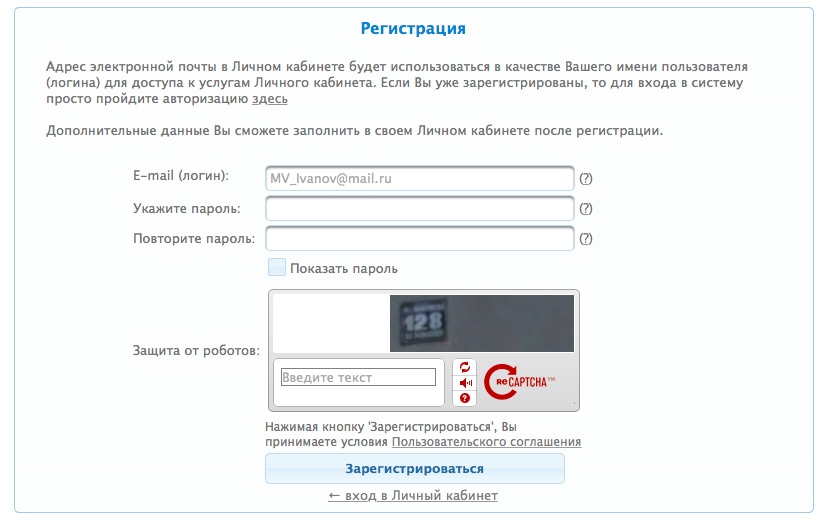 Регистрация
Адрес электронной почты в Личном кабинете будет использоваться в качестве Вашего имени пользователя
(логина) для доступа к услугам Личного кабинета. Если Вы уже зарегистрированы, то для входа в систему
просто пройдите авторизацию здесь
Дополнительные данные Вы сможете заполнить в своем Личном кабинете после регистрации.
E-mail (логин): MV_Ivanov@mail.ru (?)
Укажите пароль: (?)
Повторите пароль: (?)
Показать пароль
128
Защита от роботов:
Введите текст
? ReCAPTCHA™
Нажимая кнопку 'Зарегистрироваться', Вы
принимаете условия Пользовательского соглашения
Зарегистрироваться
← вход в Личный кабинет